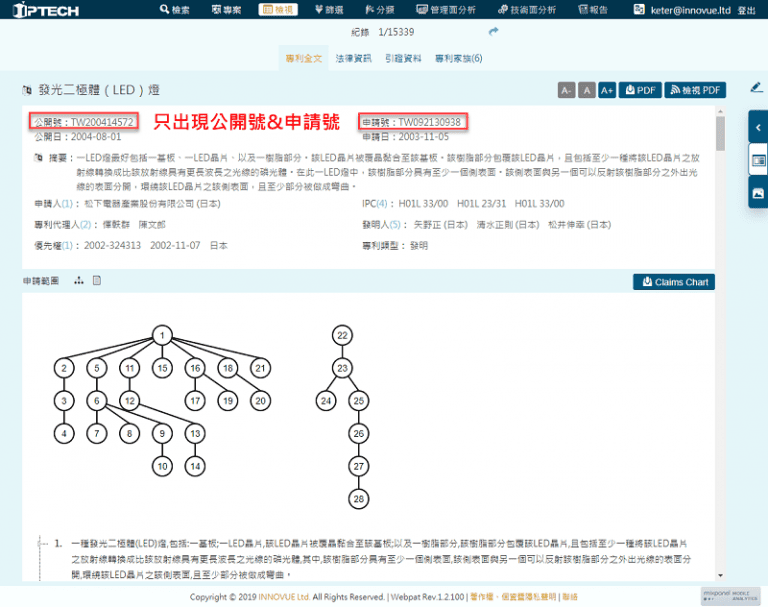 IPTECH 檢索 專案 檢視 篩選 分類 管理面分析 技術面分析 報告 keter@innovue.ltd 登出
紀錄 1/15339
專利全文 法律資訊 引證資料 專利家族(6)
發光二極體（LED）燈 A- A A+ PDF 檢視 PDF
公開號：TW200414572 只出現公開號&申請號 申請號：TW092130938
公開日：2004-08-01 申請日：2003-11-05
摘要：一LED燈最好包括一基板、一LED晶片、以及一樹脂部分。該LED晶片被覆晶黏合至該基板。該樹脂部分包覆該LED晶片，且包括至少一種將該LED晶片之放
射線轉換成比該放射線具有更長波長之光線的磷光體。在此一LED燈中，該樹脂部分具有至少一個側表面。該側表面與另一個可以反射該樹脂部分之外出光
線的表面分開，環繞該LED晶片之該側表面，且至少部分被做成彎曲。
申請人(1)：松下電器產業股份有限公司 (日本) IPC(4)：H01L 33/00 H01L 23/31 H01L 33/00
專利代理人(2)：惲軼群 陳文郎 發明人(5)：矢野正 (日本) 清水正則 (日本) 松井伸幸 (日本)
優先權(1)：2002-324313 2002-11-07 日本 專利類型：發明
申請範圍 Claims Chart
1 22
2 5 11 15 16 18 21 23
3 6 12 17 19 20 24 25
4 7 8 9 13 26
10 14 27
28
1. 一種發光二極體(LED)燈,包括:一基板;一LED晶片,該LED晶片被覆晶黏合至該基板;以及一樹脂部分,該樹脂部分包覆該LED晶片,且包括至少一種將該LED晶片
之放射線轉換成比該放射線具有更長波長之光線的磷光體,其中,該樹脂部分具有至少一個側表面,該側表面與另一個可以反射該樹脂部分之外出光線的表面分
開,環繞該LED晶片之該側表面,且至少部分被做成彎曲。
Copyright © 2019 INNOVUE Ltd. All Rights Reserved. | Webpat Rev.1.2.100 | 著作權、個資暨隱私聲明 | 聯絡